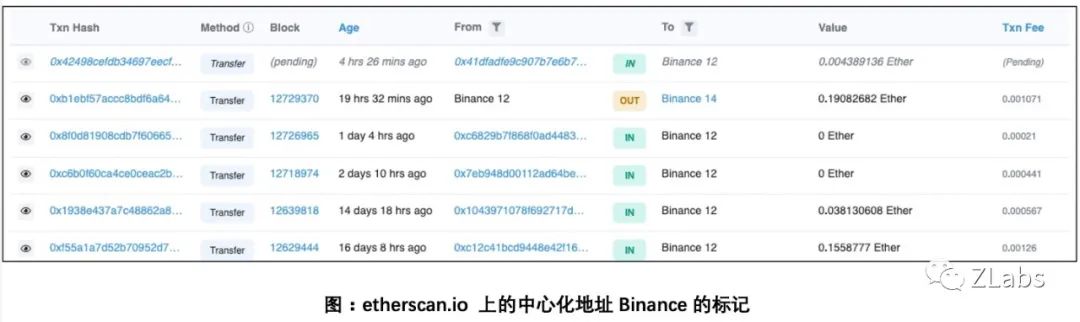 Txn Hash Method Block Age From To Value Txn Fee
0x42498cefdb34697eecf... Transfer (pending) 4 hrs 26 mins ago 0x41dfadfe9c907b7e6b7... IN Binance 12 0.004389136 Ether (Pending)
0xb1ebf57accc8bdf6a64... Transfer 12729370 19 hrs 32 mins ago Binance 12 OUT Binance 14 0.19082682 Ether 0.001071
0x8f0d81908cdb7f60665... Transfer 12726965 1 day 4 hrs ago 0xc6829b7f868f0ad4483... IN Binance 12 0 Ether 0.00021
0xc6b0f60ca4ce0ceac2b... Transfer 12718974 2 days 10 hrs ago 0x7eb948d00112ad64be... IN Binance 12 0 Ether 0.000441
0x1938e437a7c48862a8... Transfer 12639818 14 days 18 hrs ago 0x1043971078f692717d... IN Binance 12 0.038130608 Ether 0.000567
0xf55a1a7d52b70952d7... Transfer 12629444 16 days 8 hrs ago 0xc12c41bcd9448e42f16... IN Binance 12 0.1558777 Ether 0.00126
ZLabs
图：etherscan.io 上的中心化地址 Binance 的标记